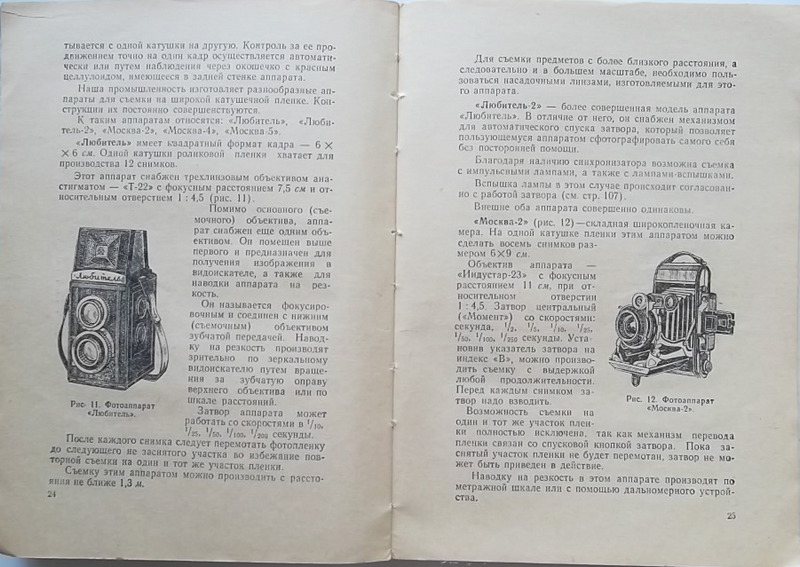 тывается с одной катушки на другую. Контроль за ее про-
движением точно на один кадр осуществляется автомати-
чески или путем наблюдения через окошечко с красным
целлулоидом, имеющееся в задней стенке аппарата.
Наша промышленность изготовляет разнообразные ап-
параты для съемки на широкой катушечной пленке. Кон-
струкции их постоянно совершенствуются.
К таким аппаратам относятся: «Любитель», «Люби-
тель-2», «Москва-2», «Москва-4», «Москва-5».
«Любитель» имеет квадратный формат кадра — 6 ×
× 6 см. Одной катушки роликовой пленки хватает для
производства 12 снимков.
Этот аппарат снабжен трехлинзовым объективом ана-
стигматом — «Т-22» с фокусным расстоянием 7,5 см и от-
носительным отверстием 1 : 4,5 (рис. 11).
Помимо основного (съе-
мочного) объектива, аппа-
рат снабжен еще одним объ-
ективом. Он помещен выше
первого и предназначен для
получения изображения в
видоискателе, а также для
наводки аппарата на рез-
кость.
Он называется фокусиро-
вочным и соединен с нижним
(съемочным) объективом
зубчатой передачей. Навод-
ку на резкость производят
зрительно по зеркальному
видоискателю путем враще-
ния за зубчатую оправу
верхнего объектива или по
шкале расстояний.
Затвор аппарата может
работать со скоростями в 1/10,
1/25, 1/50, 1/100, 1/200 секунды.
Любитель
Рис. 11. Фотоаппарат
«Любитель».
После каждого снимка следует перемотать фотопленку
до следующего не заснятого участка во избежание пов-
торной съемки на один и тот же участок пленки.
Съемку этим аппаратом можно производить с рассто-
яния не ближе 1,3 м.
24
Для съемки предметов с более близкого расстояния, а
следовательно и в большем масштабе, необходимо поль-
зоваться насадочными линзами, изготовляемыми для это-
го аппарата.
«Любитель-2» — более совершенная модель аппарата
«Любитель». В отличие от него, он снабжен механизмом
для автоматического спуска затвора, который позволяет
пользующемуся аппаратом сфотографировать самого себя
без посторонней помощи.
Благодаря наличию синхронизатора возможна съемка
с импульсными лампами, а также с лампами-вспышками.
Вспышка лампы в этом случае происходит согласован-
но с работой затвора (см. стр. 107).
Внешне оба аппарата совершенно одинаковы.
«Москва-2» (рис. 12)—складная широкопленочная ка-
мера. На одной катушке пленки этим аппаратом можно
сделать восемь снимков раз-
мером 6×9 см.
Объектив аппарата —
«Индустар-23» с фокусным
расстоянием 11 см, при от-
носительном отверстии
1 : 4,5. Затвор центральный
(«Момент») со скоростями:
секунда, 1/2, 1/5, 1/10, 1/25,
1/50, 1/100, 1/250 секунды. Уста-
новив указатель затвора на
индекс «В», можно произво-
дить съемку с выдержкой
любой продолжительности.
Перед каждым снимком за-
твор надо взводить.
Рис. 12. Фотоаппарат
«Москва-2».
Возможность съемки на
один и тот же участок плен-
ки полностью исключена, так как механизм перевода
пленки связан со спусковой кнопкой затвора. Пока за-
снятый участок пленки не будет перемотан, затвор не мо-
жет быть приведен в действие.
Наводку на резкость в этом аппарате производят по
метражной шкале или с помощью дальномерного устрой-
ства.
25